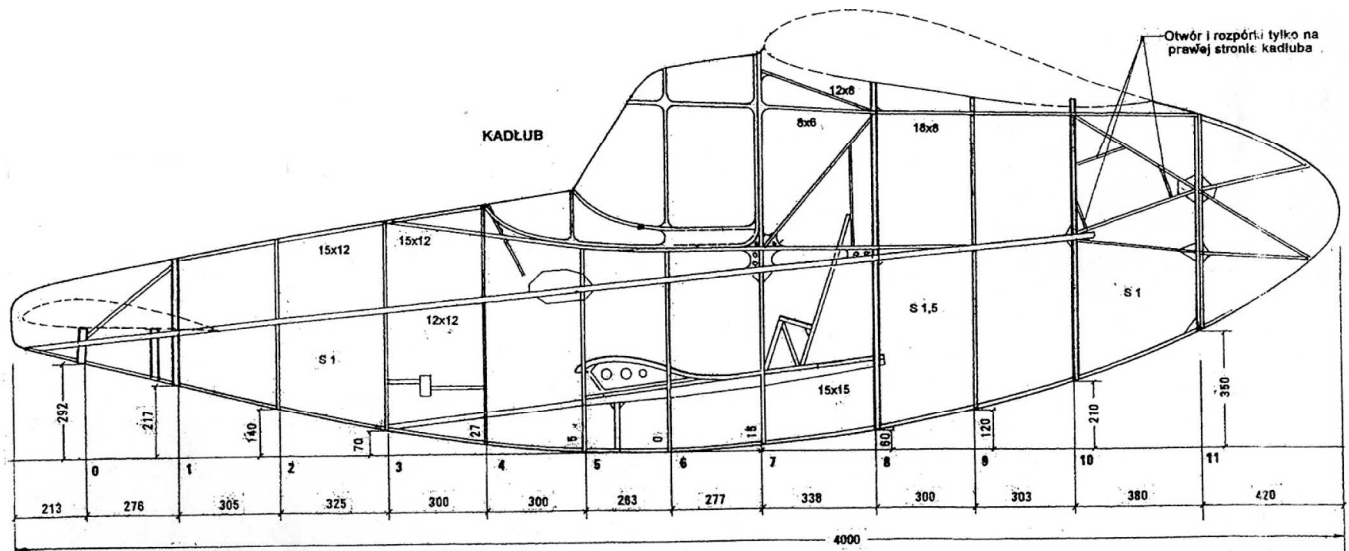 Otwór i rozpórki tylko na
prawej stronie kadłuba
KADŁUB
12x8
8x6
18x8
15x12
15x12
12x12
S 1
S 1,5
S 1
15x15
292
217
140
70
27
5
0
15
60
120
210
350
0
1
2
3
4
5
6
7
8
9
10
11
213
276
305
325
300
300
263
277
338
300
303
380
420
4000